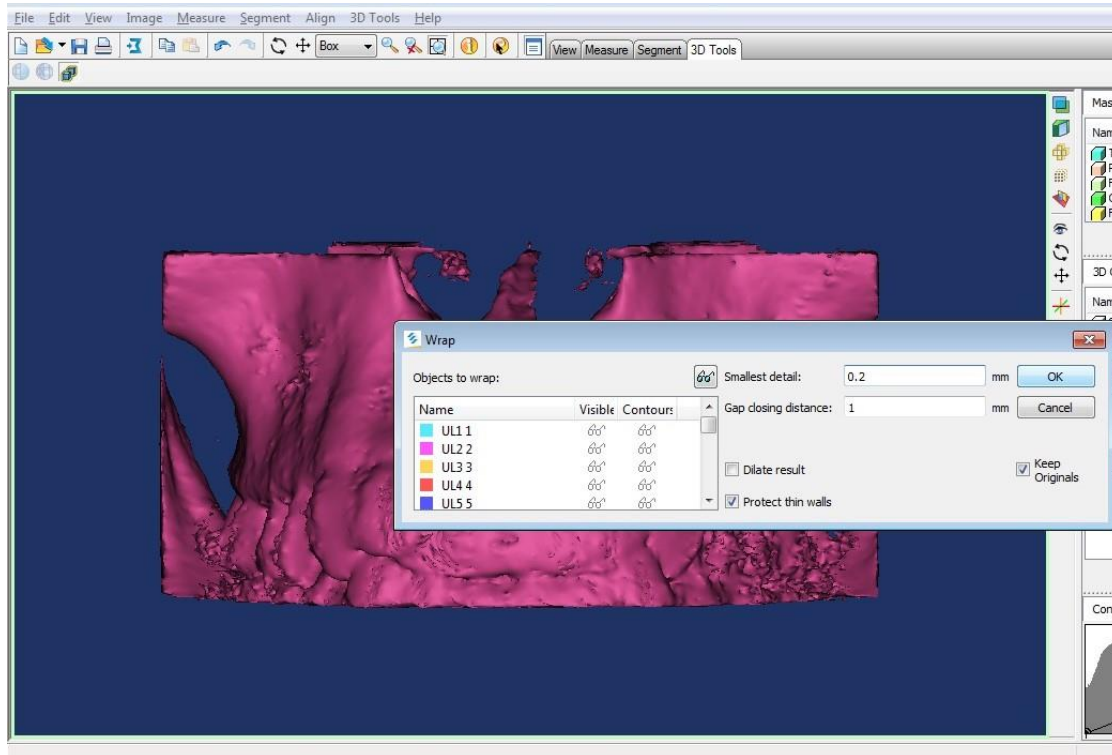 File Edit View Image Measure Segment Align 3D Tools Help
Box View Measure Segment 3D Tools
Mas
Nam
3D
Nam
Wrap
Objects to wrap: Smallest detail: 0.2 mm OK
Name Visible Contours Gap closing distance: 1 mm Cancel
UL1 1
UL2 2
UL3 3 Dilate result Keep Originals
UL4 4
UL5 5 Protect thin walls
Con